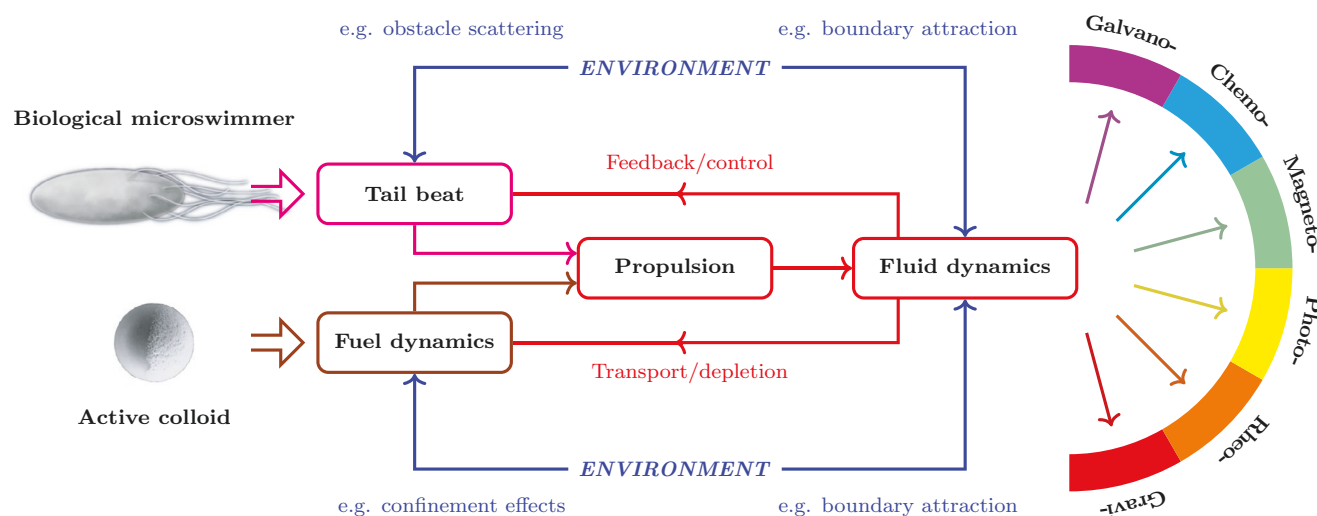 e.g. obstacle scattering
e.g. boundary attraction
ENVIRONMENT
Biological microswimmer
Tail beat
Feedback/control
Propulsion
Fluid dynamics
Fuel dynamics
Transport/depletion
Active colloid
ENVIRONMENT
e.g. confinement effects
e.g. boundary attraction
Galvano-
Chemo-
Magneto-
Photo-
Rheo-
Gravi-